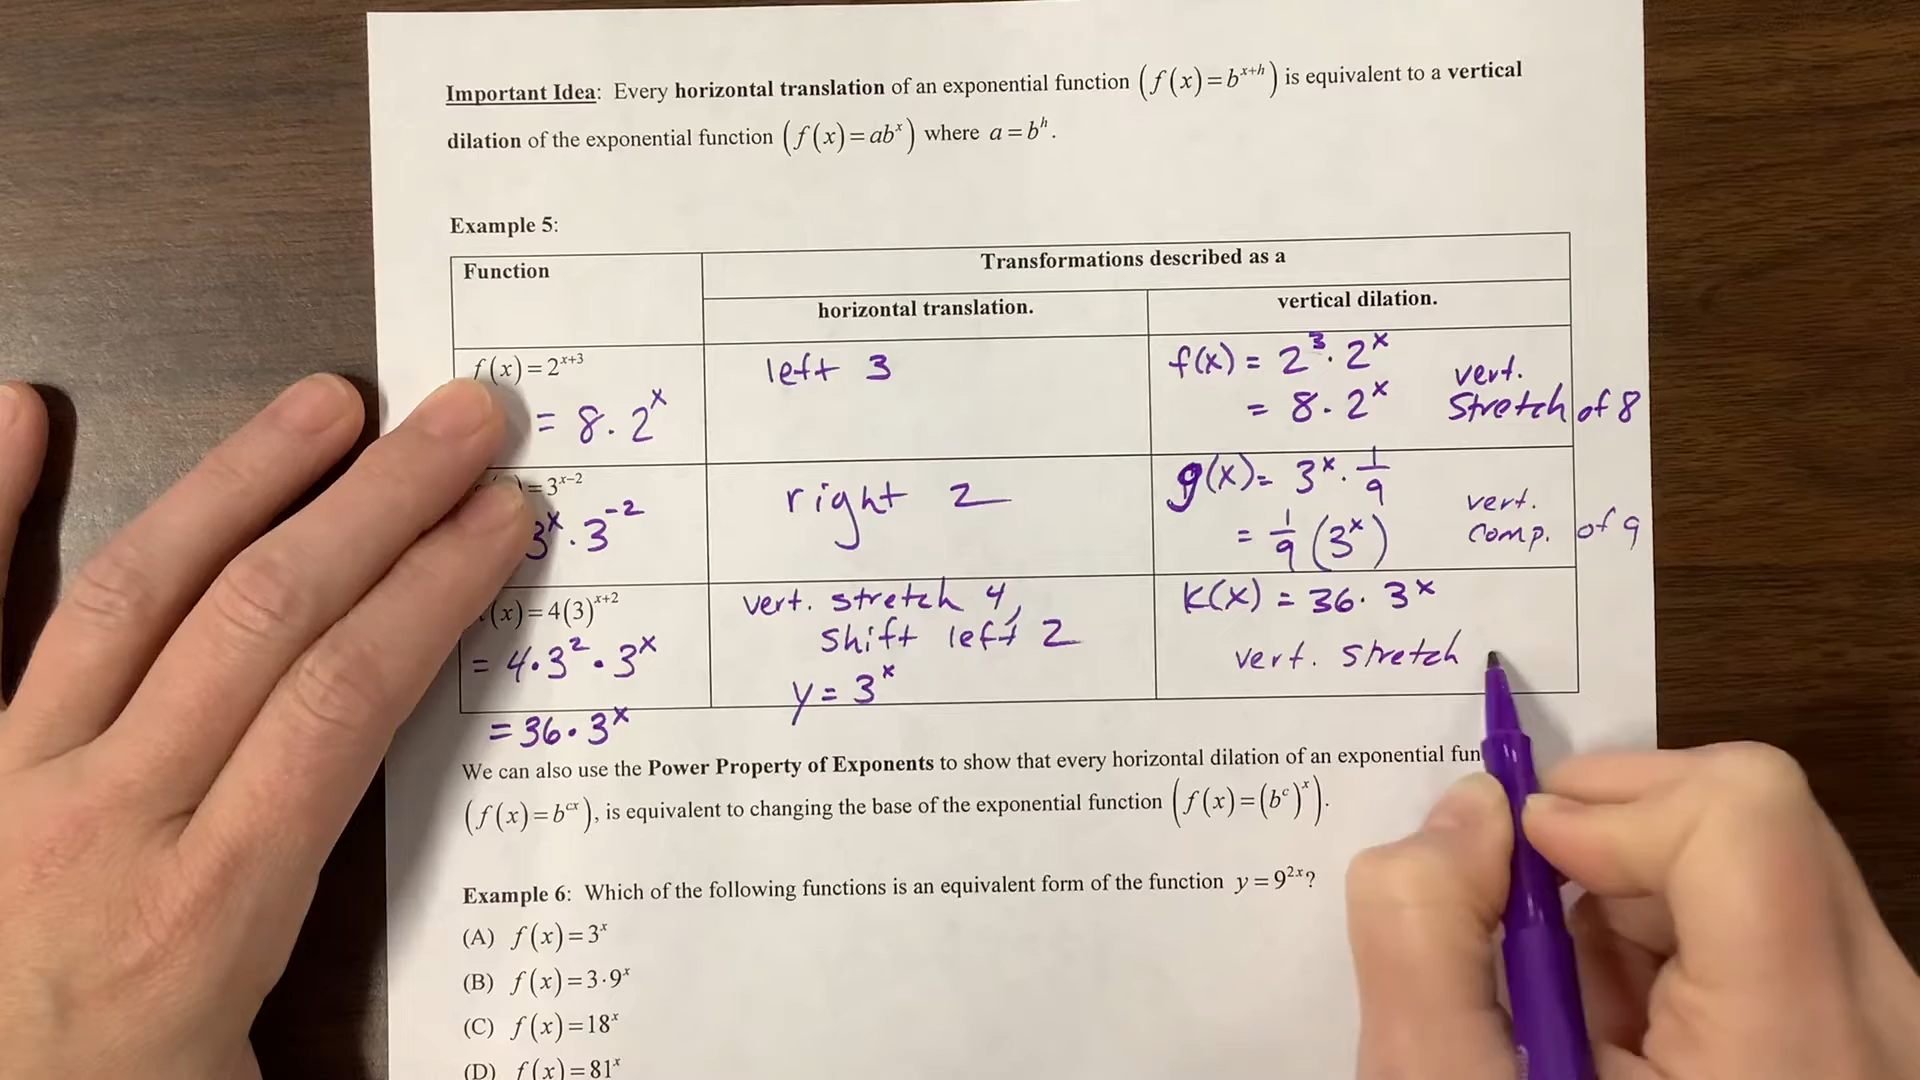 Important Idea: Every horizontal translation of an exponential function (f(x)=b^{x+h}) is equivalent to a vertical
dilation of the exponential function (f(x)=ab^x) where a=b^h.
Example 5:
Function
Transformations described as a
horizontal translation.
vertical dilation.
f(x)=2^{x+3}
= 8·2^x
left 3
f(x) = 2^3·2^x
= 8·2^x
vert.
stretch of 8
=3^{x−2}
3^x·3^{-2}
right 2
g(x)= 3^x·1/9
= 1/9(3^x)
vert.
comp. of 9
(x)=4(3)^{x+2}
= 4·3^2·3^x
= 36·3^x
vert. stretch 4,
shift left 2
y=3^x
K(x) = 36·3^x
vert. stretch
We can also use the Power Property of Exponents to show that every horizontal dilation of an exponential fun
(f(x)=b^{cx}), is equivalent to changing the base of the exponential function (f(x)=(b^c)^x).
Example 6: Which of the following functions is an equivalent form of the function y=9^{2x}?
(A) f(x)=3^x
(B) f(x)=3·9^x
(C) f(x)=18^x
(D) f(x)=81^x